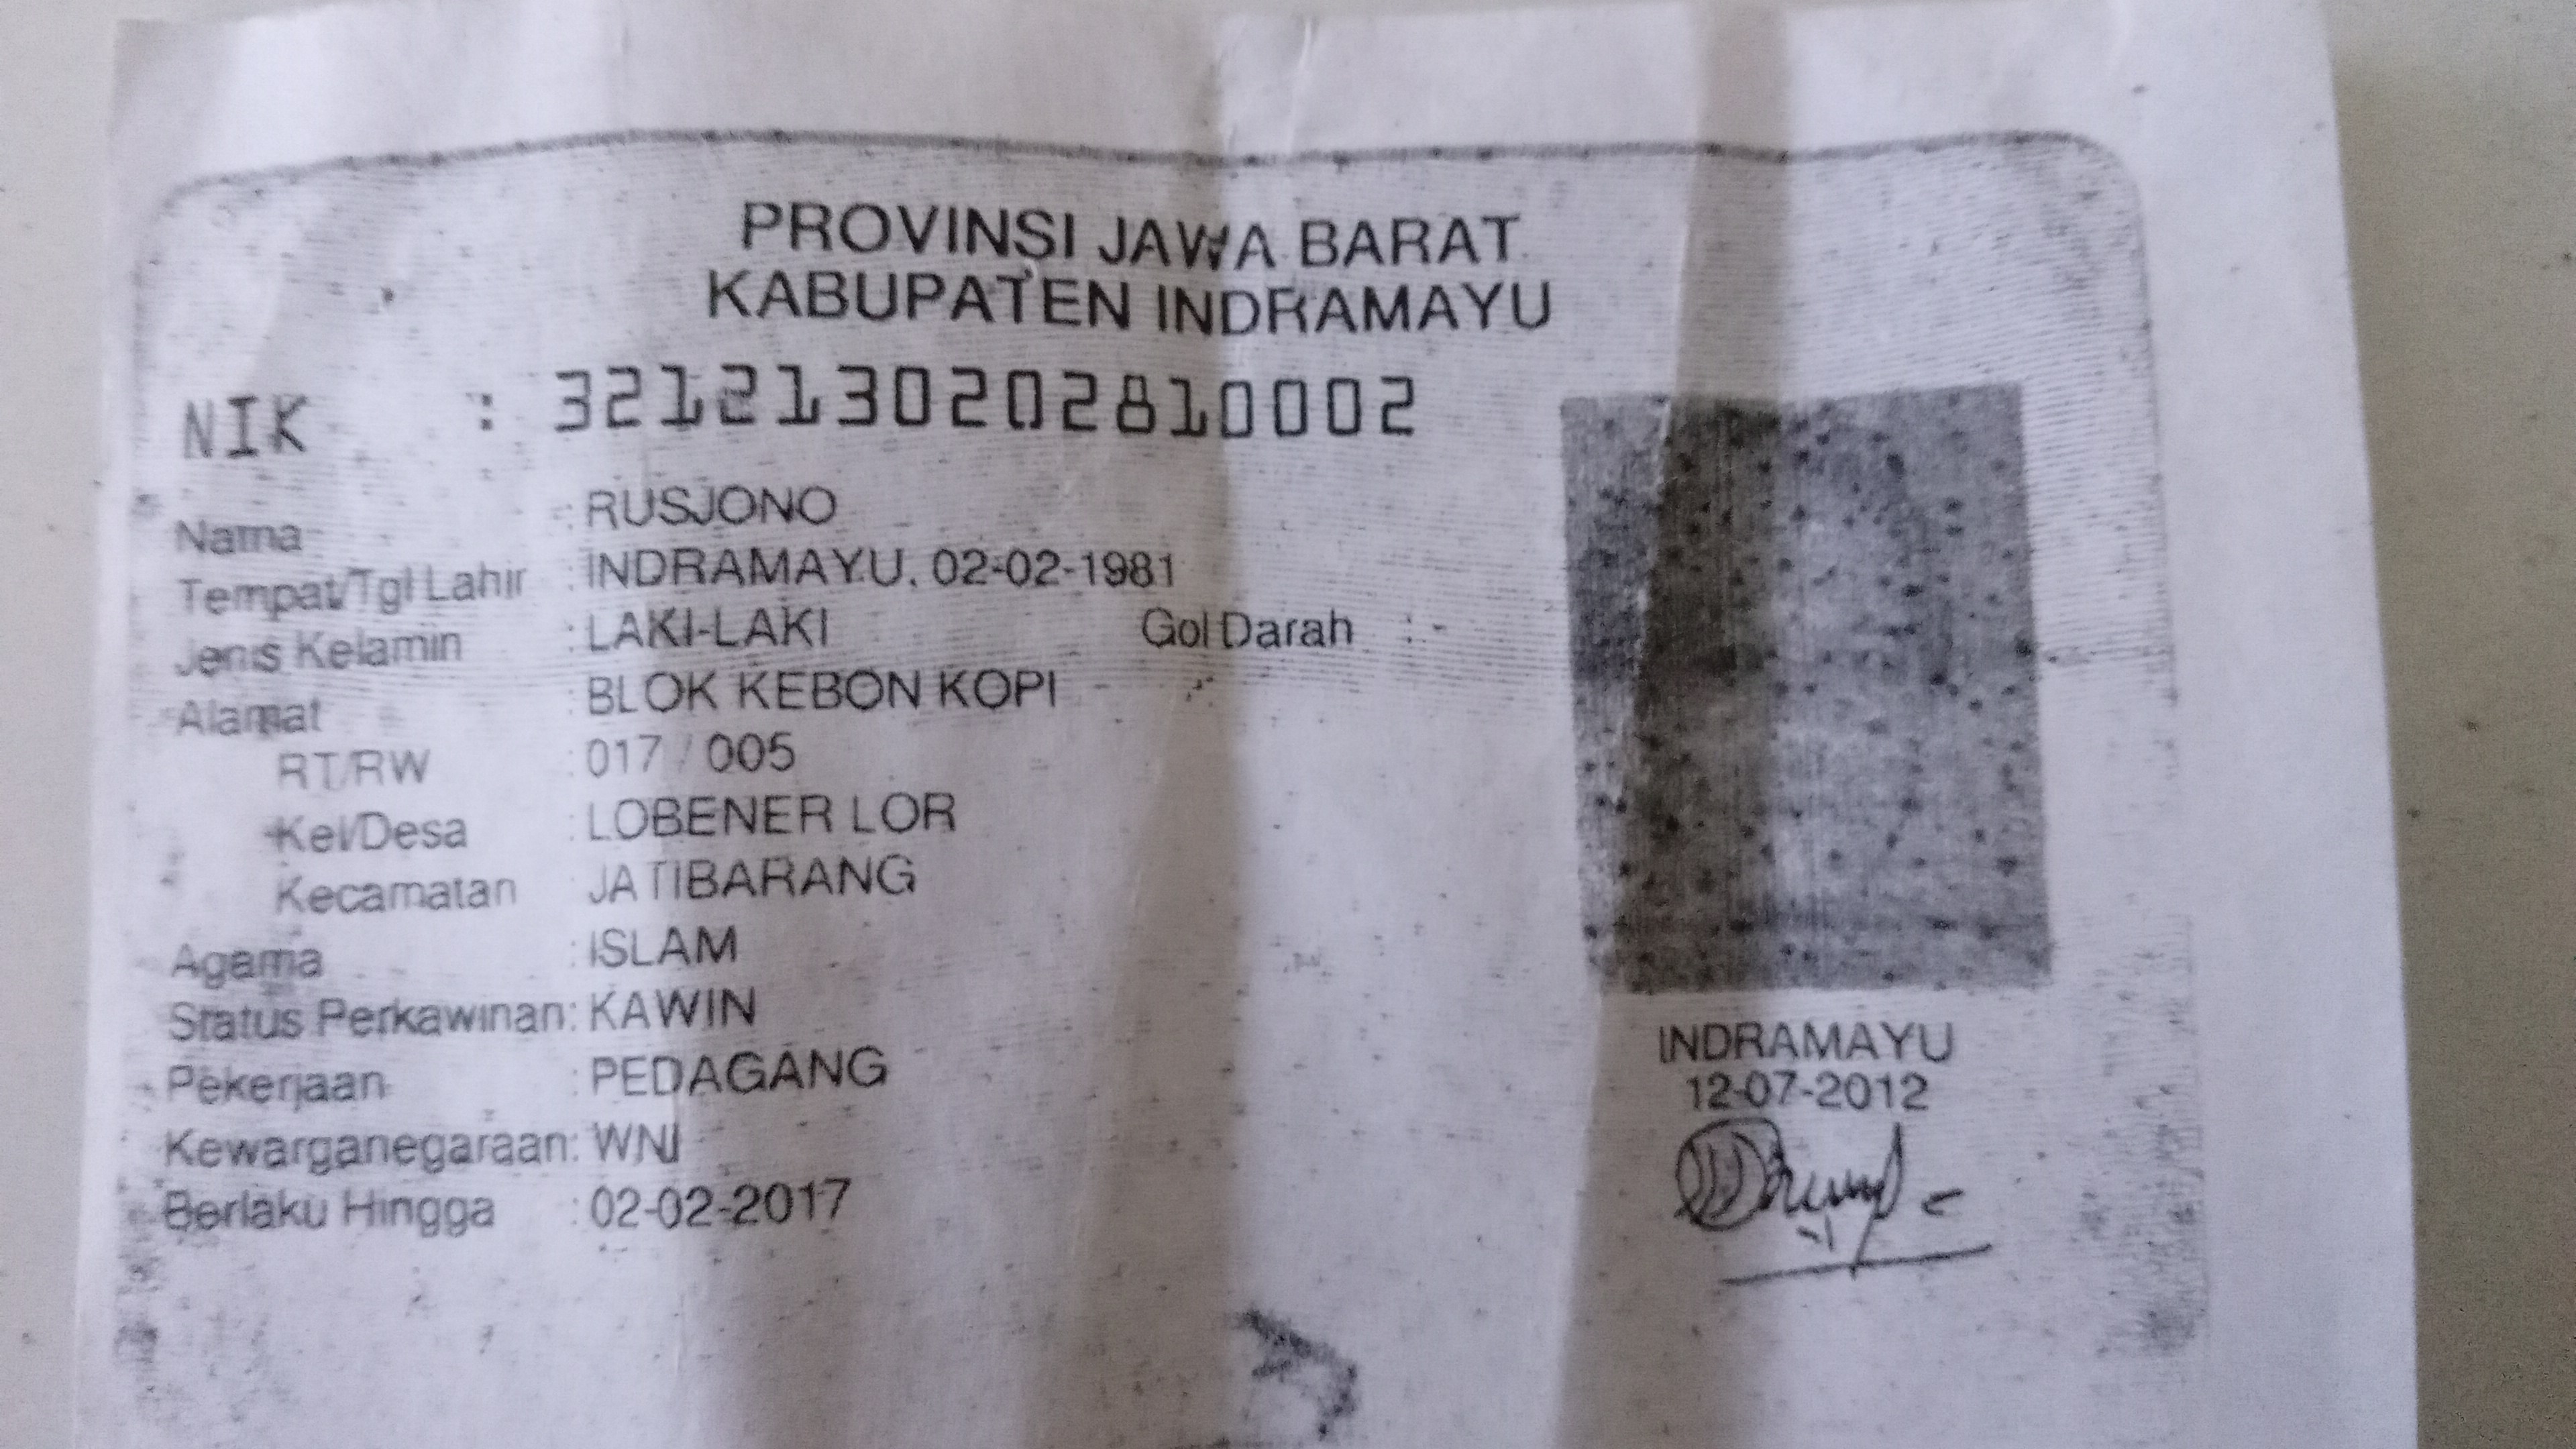 PROVINSI JAWA BARAT
KABUPATEN INDRAMAYU
NIK : 3212130202810002
Nama : RUSJONO
Tempat/Tgl Lahir : INDRAMAYU, 02-02-1981
Jenis Kelamin : LAKI-LAKI Gol Darah : -
Alamat : BLOK KEBON KOPI
RT/RW : 017 / 005
Kel/Desa : LOBENER LOR
Kecamatan : JATIBARANG
Agama : ISLAM
Status Perkawinan: KAWIN
Pekerjaan : PEDAGANG
Kewarganegaraan: WNI
Berlaku Hingga : 02-02-2017
INDRAMAYU
12-07-2012